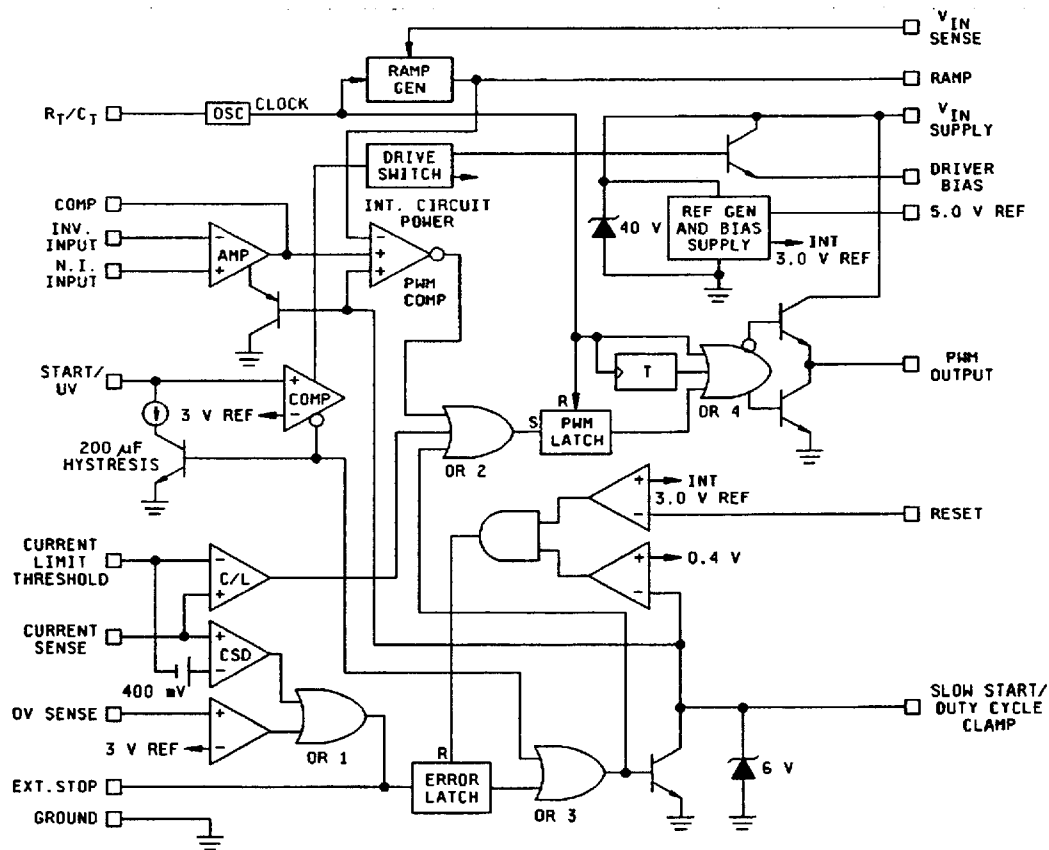 V IN
SENSE
RAMP
GEN
RAMP
RT/CT
OSC
CLOCK
V IN
SUPPLY
DRIVE
SWITCH
DRIVER
BIAS
INT. CIRCUIT
POWER
COMP
INV.
INPUT
N.I.
INPUT
-
+
AMP
-
+
+
PWM
COMP
40 V
REF GEN
AND BIAS
SUPPLY
5.0 V REF
INT
3.0 V REF
START/
UV
+
-
COMP
3 V REF
200 μF
HYSTRESIS
T
OR 4
PWM
OUTPUT
R
S
PWM
LATCH
OR 2
+
-
INT
3.0 V REF
RESET
+
-
0.4 V
CURRENT
LIMIT
THRESHOLD
-
+
C/L
CURRENT
SENSE
+
-
CSD
400 mV
OV SENSE
+
-
3 V REF
OR 1
SLOW START/
DUTY CYCLE
CLAMP
6 V
EXT.STOP
R
ERROR
LATCH
OR 3
GROUND